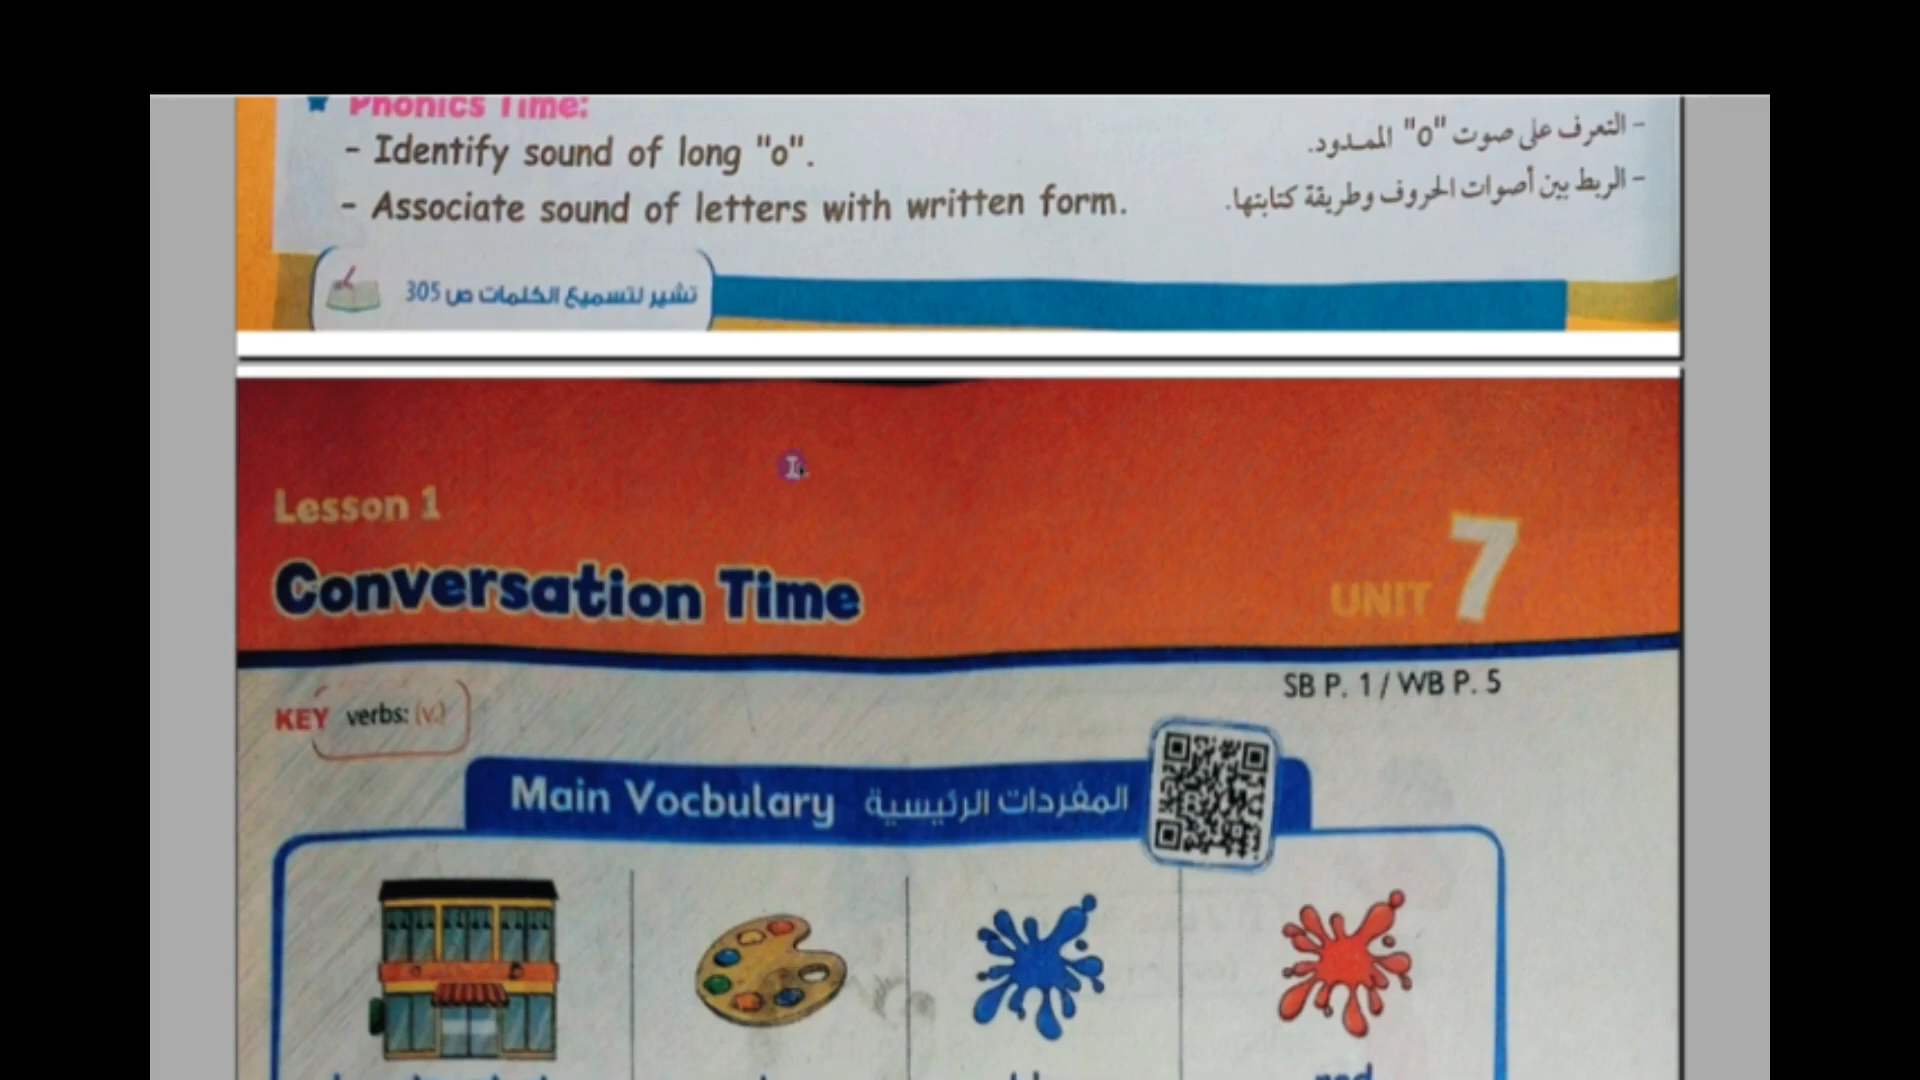 Phonics Time:
- Identify sound of long "o".
- التعرف على صوت "o" الممدود.
- Associate sound of letters with written form.
- الربط بين أصوات الحروف وطريقة كتابتها.
تشير لتسميع الكلمات ص 305
Lesson 1
Conversation Time
UNIT 7
SB P. 1 / WB P. 5
KEY verbs: (v.)
Main Vocbulary المفردات الرئيسية
red